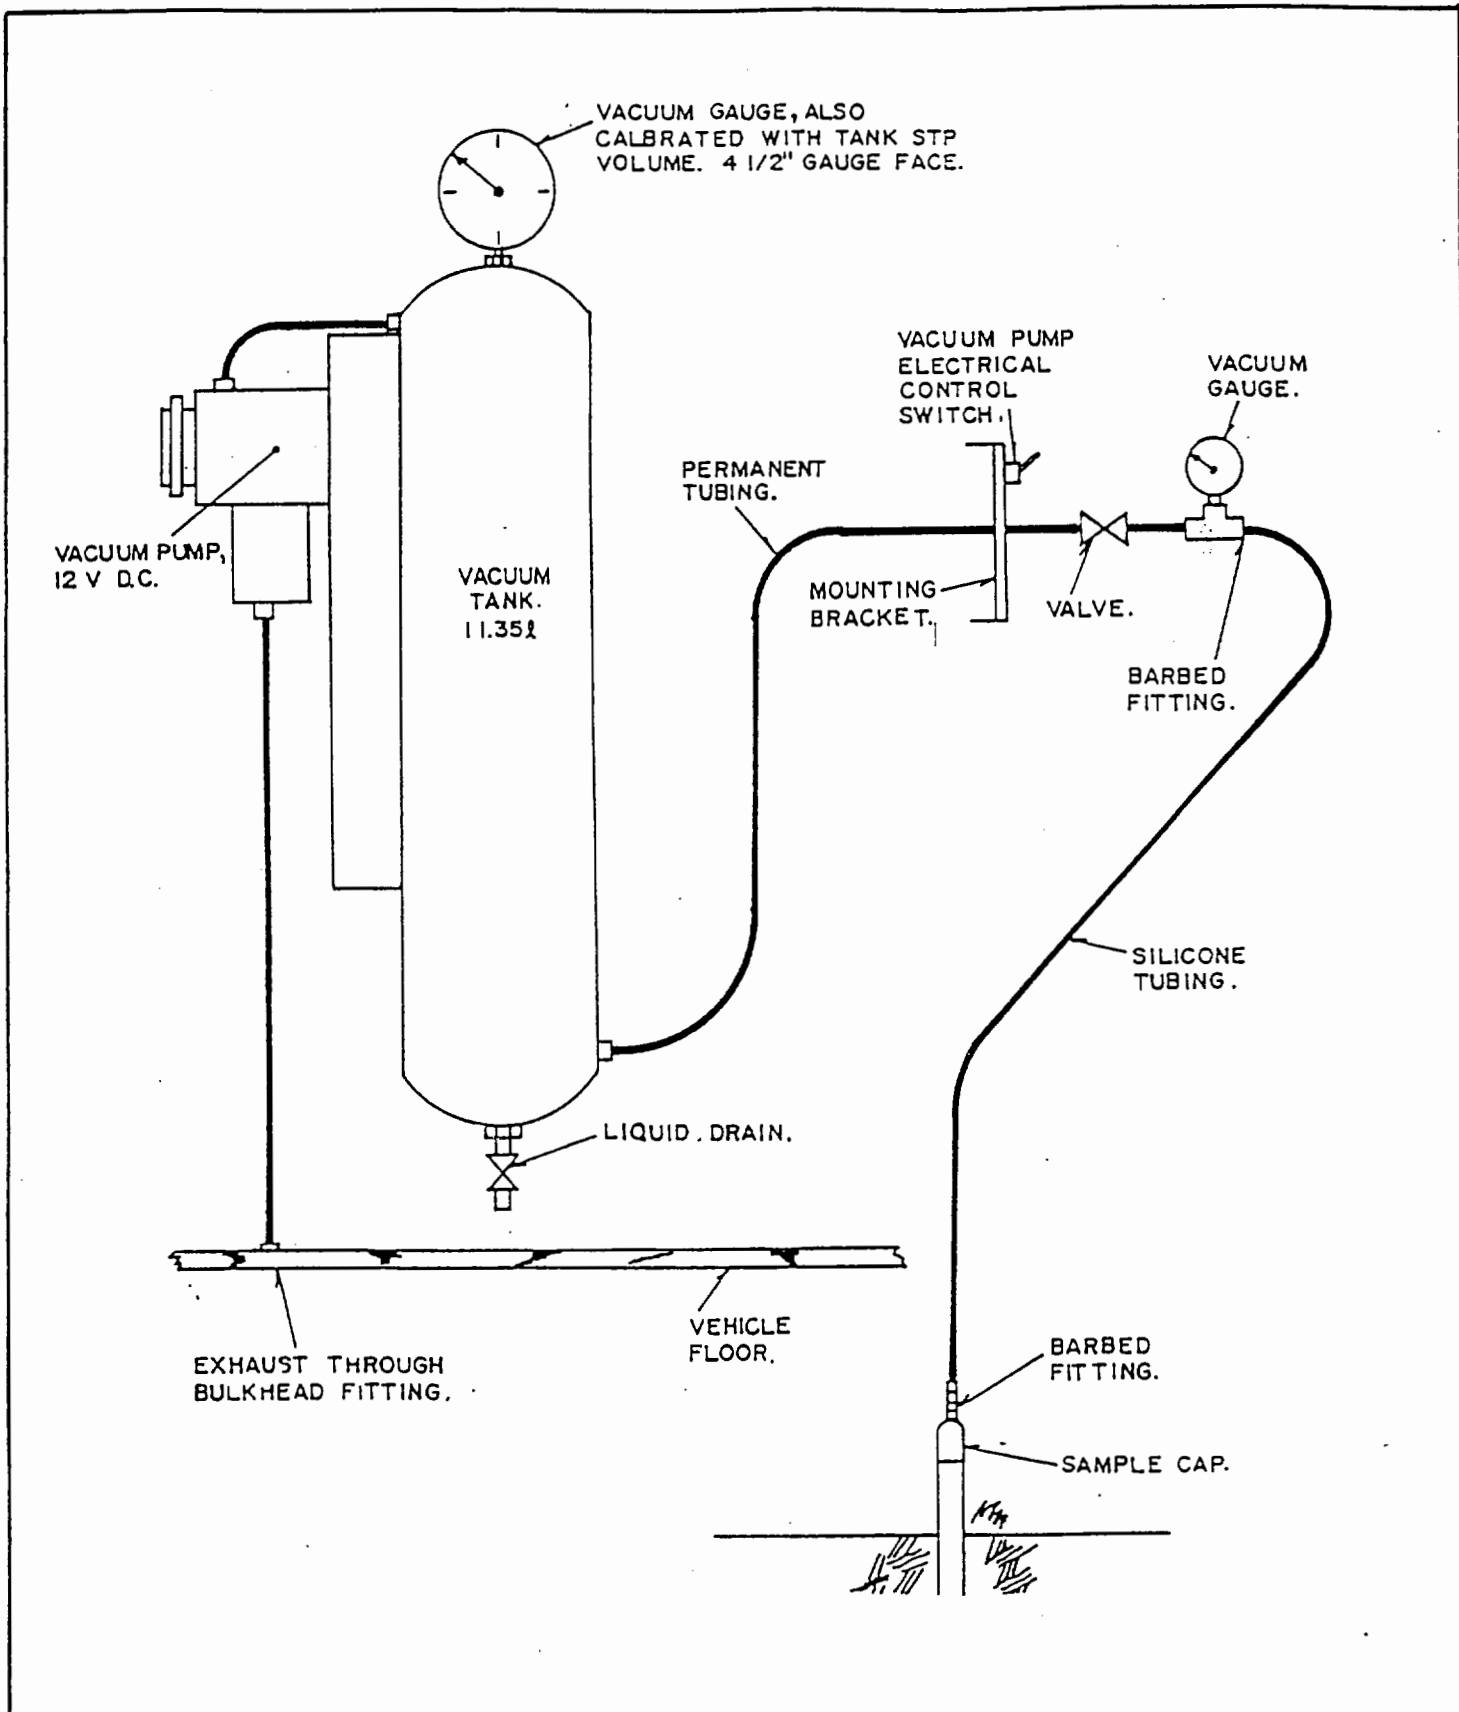 VACUUM GAUGE, ALSO
CALBRATED WITH TANK STP
VOLUME. 4 1/2" GAUGE FACE.
VACUUM PUMP
ELECTRICAL
CONTROL
SWITCH.
VACUUM
GAUGE.
PERMANENT
TUBING.
VACUUM PUMP,
12 V D.C.
VACUUM
TANK.
11.35ℓ
MOUNTING
BRACKET.
VALVE.
BARBED
FITTING.
SILICONE
TUBING.
LIQUID . DRAIN.
VEHICLE
FLOOR.
EXHAUST THROUGH
BULKHEAD FITTING.
BARBED
FITTING.
SAMPLE CAP.